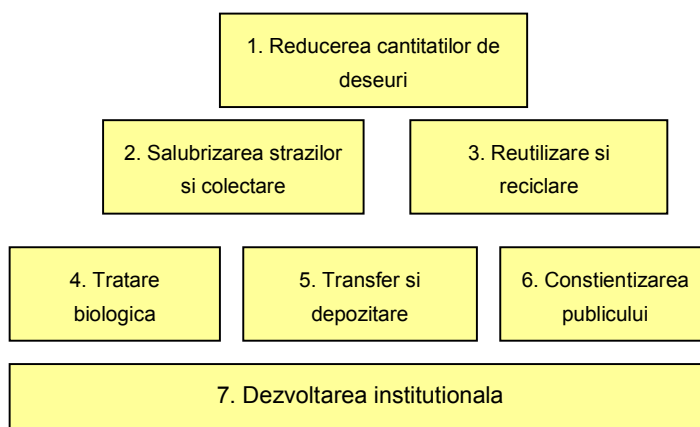 1. Reducerea cantitatilor de
deseuri
2. Salubrizarea strazilor
si colectare
3. Reutilizare si
reciclare
4. Tratare
biologica
5. Transfer si
depozitare
6. Constientizarea
publicului
7. Dezvoltarea institutionala